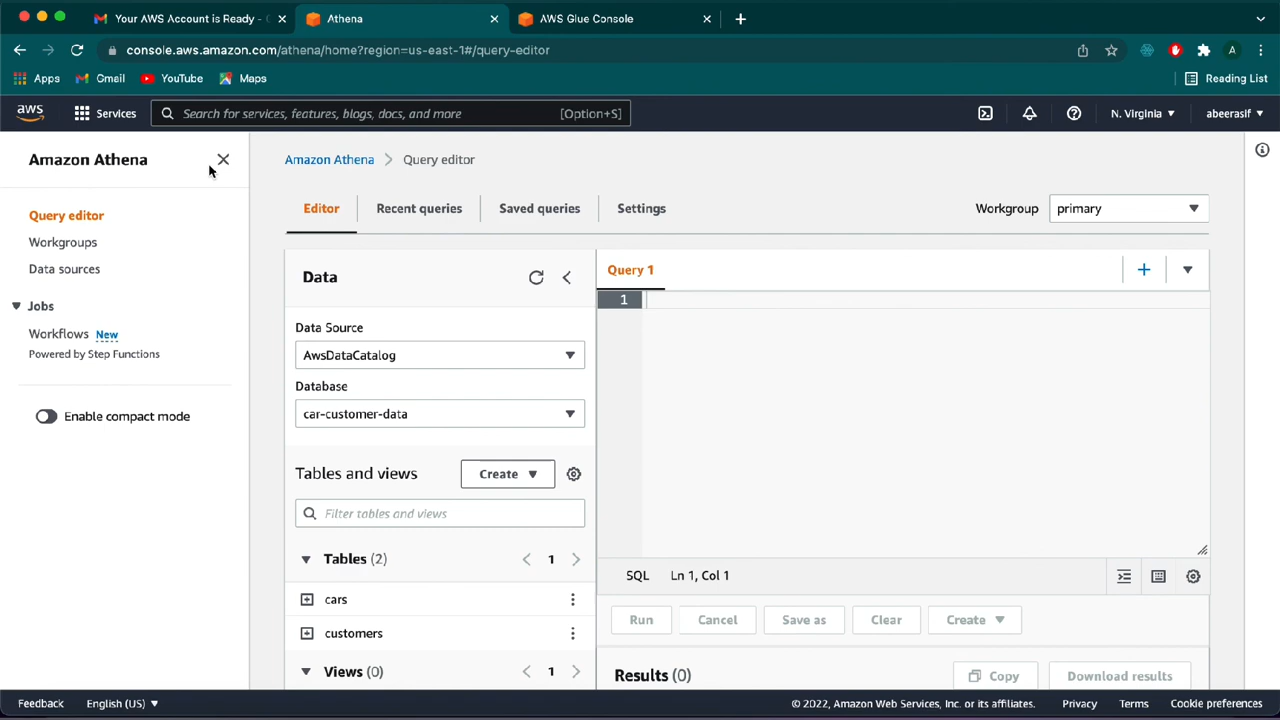 Your AWS Account is Ready -
Athena
AWS Glue Console
console.aws.amazon.com/athena/home?region=us-east-1#/query-editor
Apps
Gmail
YouTube
Maps
Reading List
A
aws
Services
Search for services, features, blogs, docs, and more
[Option+S]
N. Virginia
abeerasif
Amazon Athena
Query editor
Workgroups
Data sources
Jobs
Workflows New
Powered by Step Functions
Enable compact mode
Amazon Athena
Query editor
Editor
Recent queries
Saved queries
Settings
Workgroup
primary
Data
Data Source
AwsDataCatalog
Database
car-customer-data
Tables and views
Create
Filter tables and views
Tables (2)
1
cars
customers
Views (0)
1
Query 1
1
SQL
Ln 1, Col 1
Run
Cancel
Save as
Clear
Create
Results (0)
Copy
Download results
Feedback
English (US)
© 2022, Amazon Web Services, Inc. or its affiliates.
Privacy
Terms
Cookie preferences